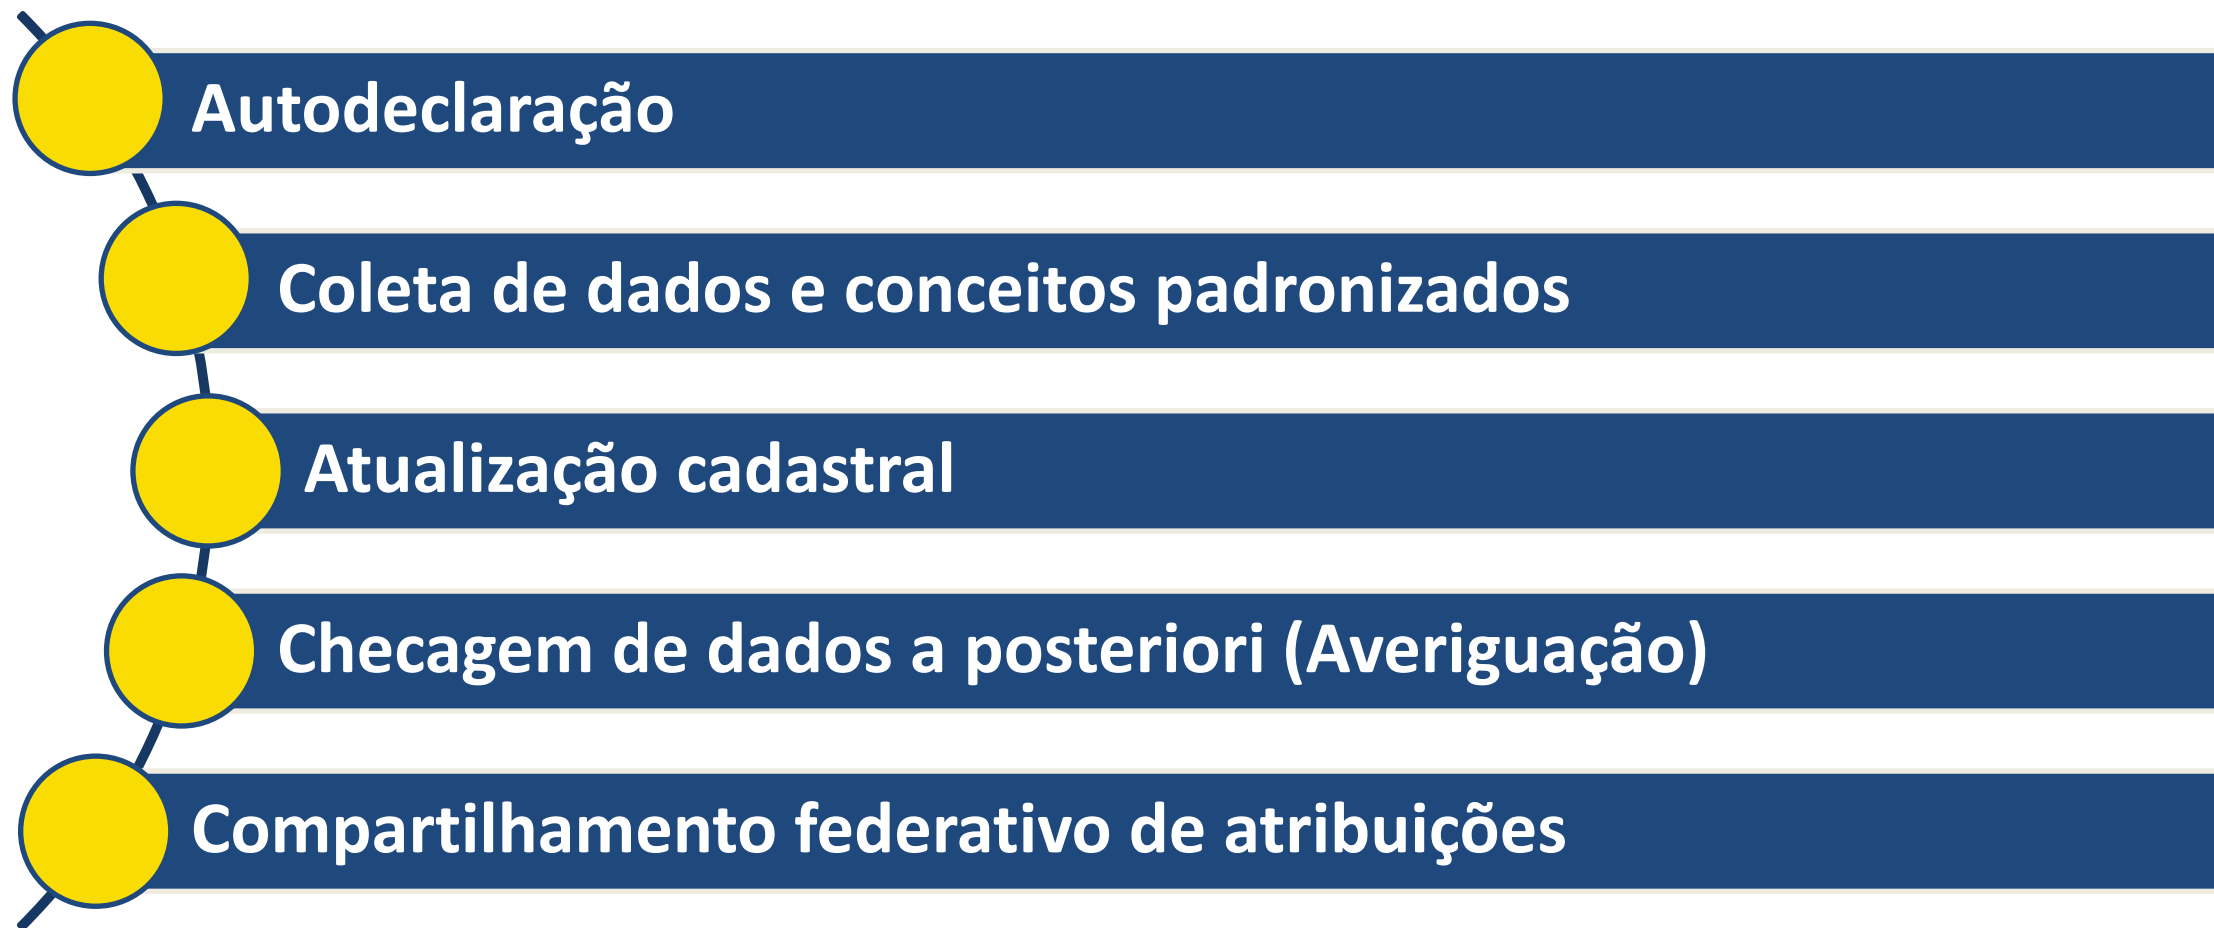 Autodeclaração
Coleta de dados e conceitos padronizados
Atualização cadastral
Checagem de dados a posteriori (Averiguação)
Compartilhamento federativo de atribuições